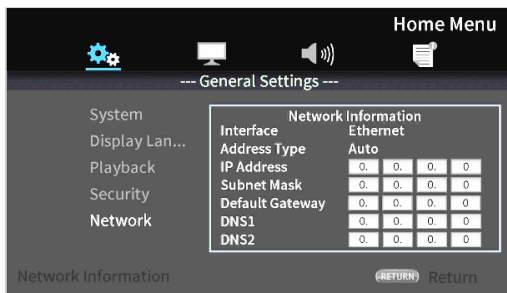 Home Menu
--- General Settings ---
System
Display Lan...
Playback
Security
Network
Network Information
Interface Ethernet
Address Type Auto
IP Address 0. 0. 0. 0
Subnet Mask 0. 0. 0. 0
Default Gateway 0. 0. 0. 0
DNS1 0. 0. 0. 0
DNS2 0. 0. 0. 0
Network Information
RETURN Return